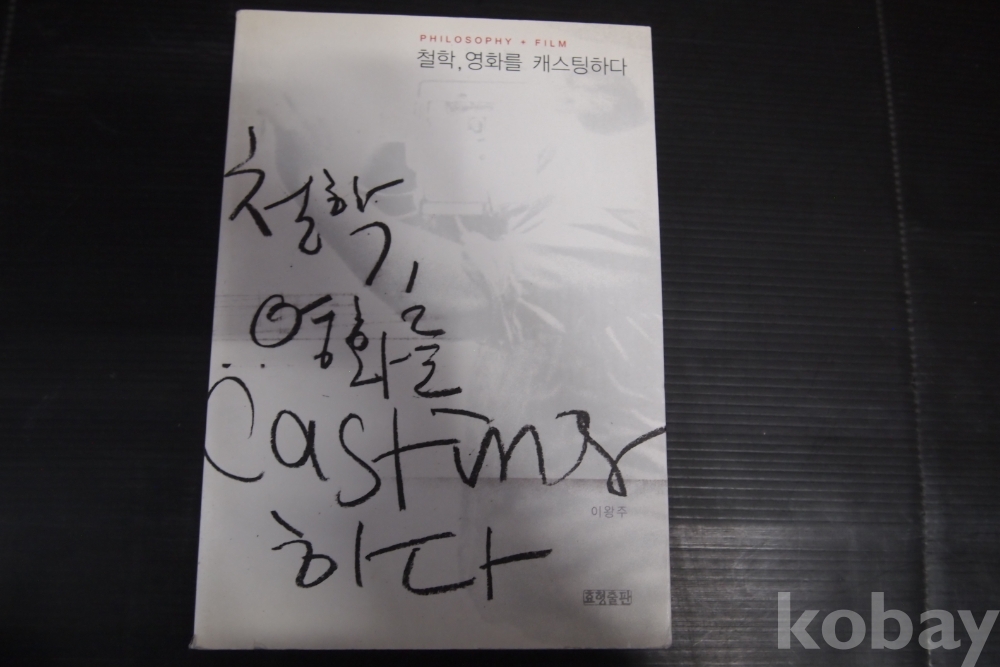 PHILOSOPHY + FILM
철학, 영화를 캐스팅하다
철학,
영화를
Casting
하다
이왕주
효형출판
kobay